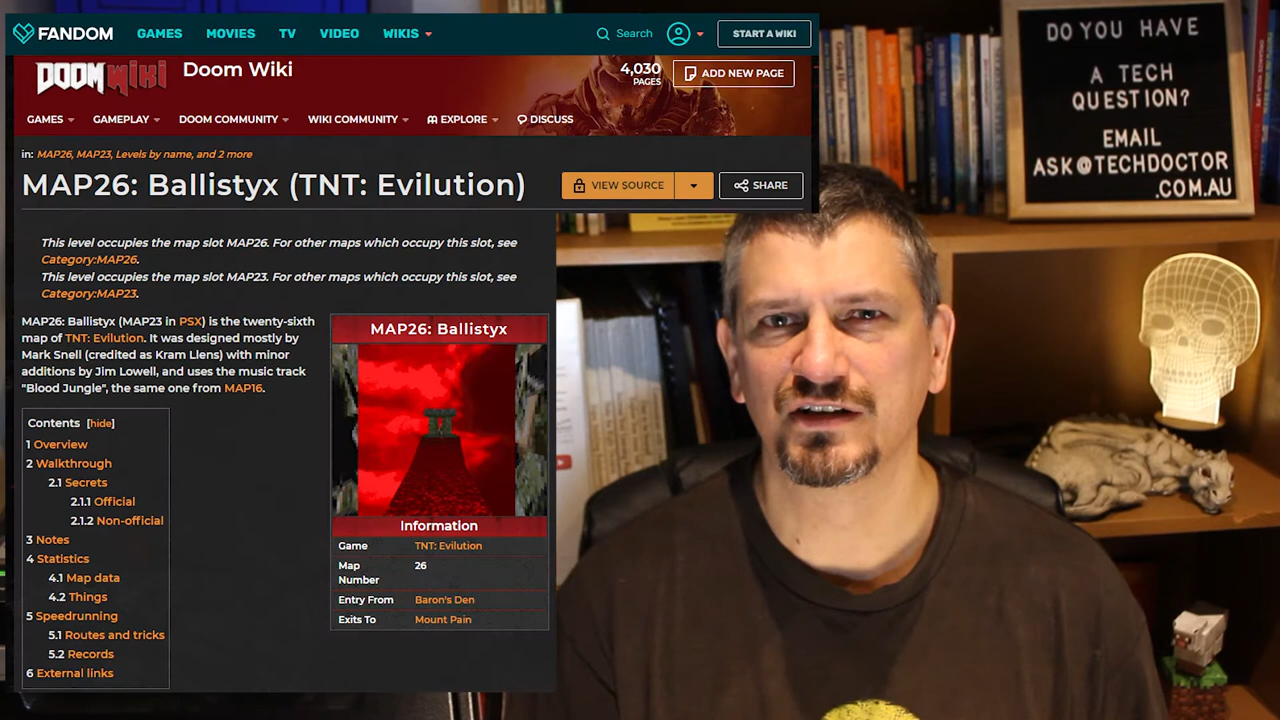 FANDOM GAMES MOVIES TV VIDEO WIKIS Search START A WIKI
DOOM WIKI Doom Wiki 4,030 PAGES ADD NEW PAGE
GAMES GAMEPLAY DOOM COMMUNITY WIKI COMMUNITY EXPLORE DISCUSS
in: MAP26, MAP23, Levels by name, and 2 more
MAP26: Ballistyx (TNT: Evilution) VIEW SOURCE SHARE
This level occupies the map slot MAP26. For other maps which occupy this slot, see
Category:MAP26.
This level occupies the map slot MAP23. For other maps which occupy this slot, see
Category:MAP23.
MAP26: Ballistyx (MAP23 in PSX) is the twenty-sixth
map of TNT: Evilution. It was designed mostly by
Mark Snell (credited as Kram Llens) with minor
additions by Jim Lowell, and uses the music track
"Blood Jungle", the same one from MAP16.
Contents [hide]
1 Overview
2 Walkthrough
2.1 Secrets
2.1.1 Official
2.1.2 Non-official
3 Notes
4 Statistics
4.1 Map data
4.2 Things
5 Speedrunning
5.1 Routes and tricks
5.2 Records
6 External links
MAP26: Ballistyx
Information
Game TNT: Evilution
Map
Number 26
Entry From Baron's Den
Exits To Mount Pain
DO YOU HAVE
A TECH
QUESTION?
EMAIL
ASK@TECHDOCTOR
.COM.AU